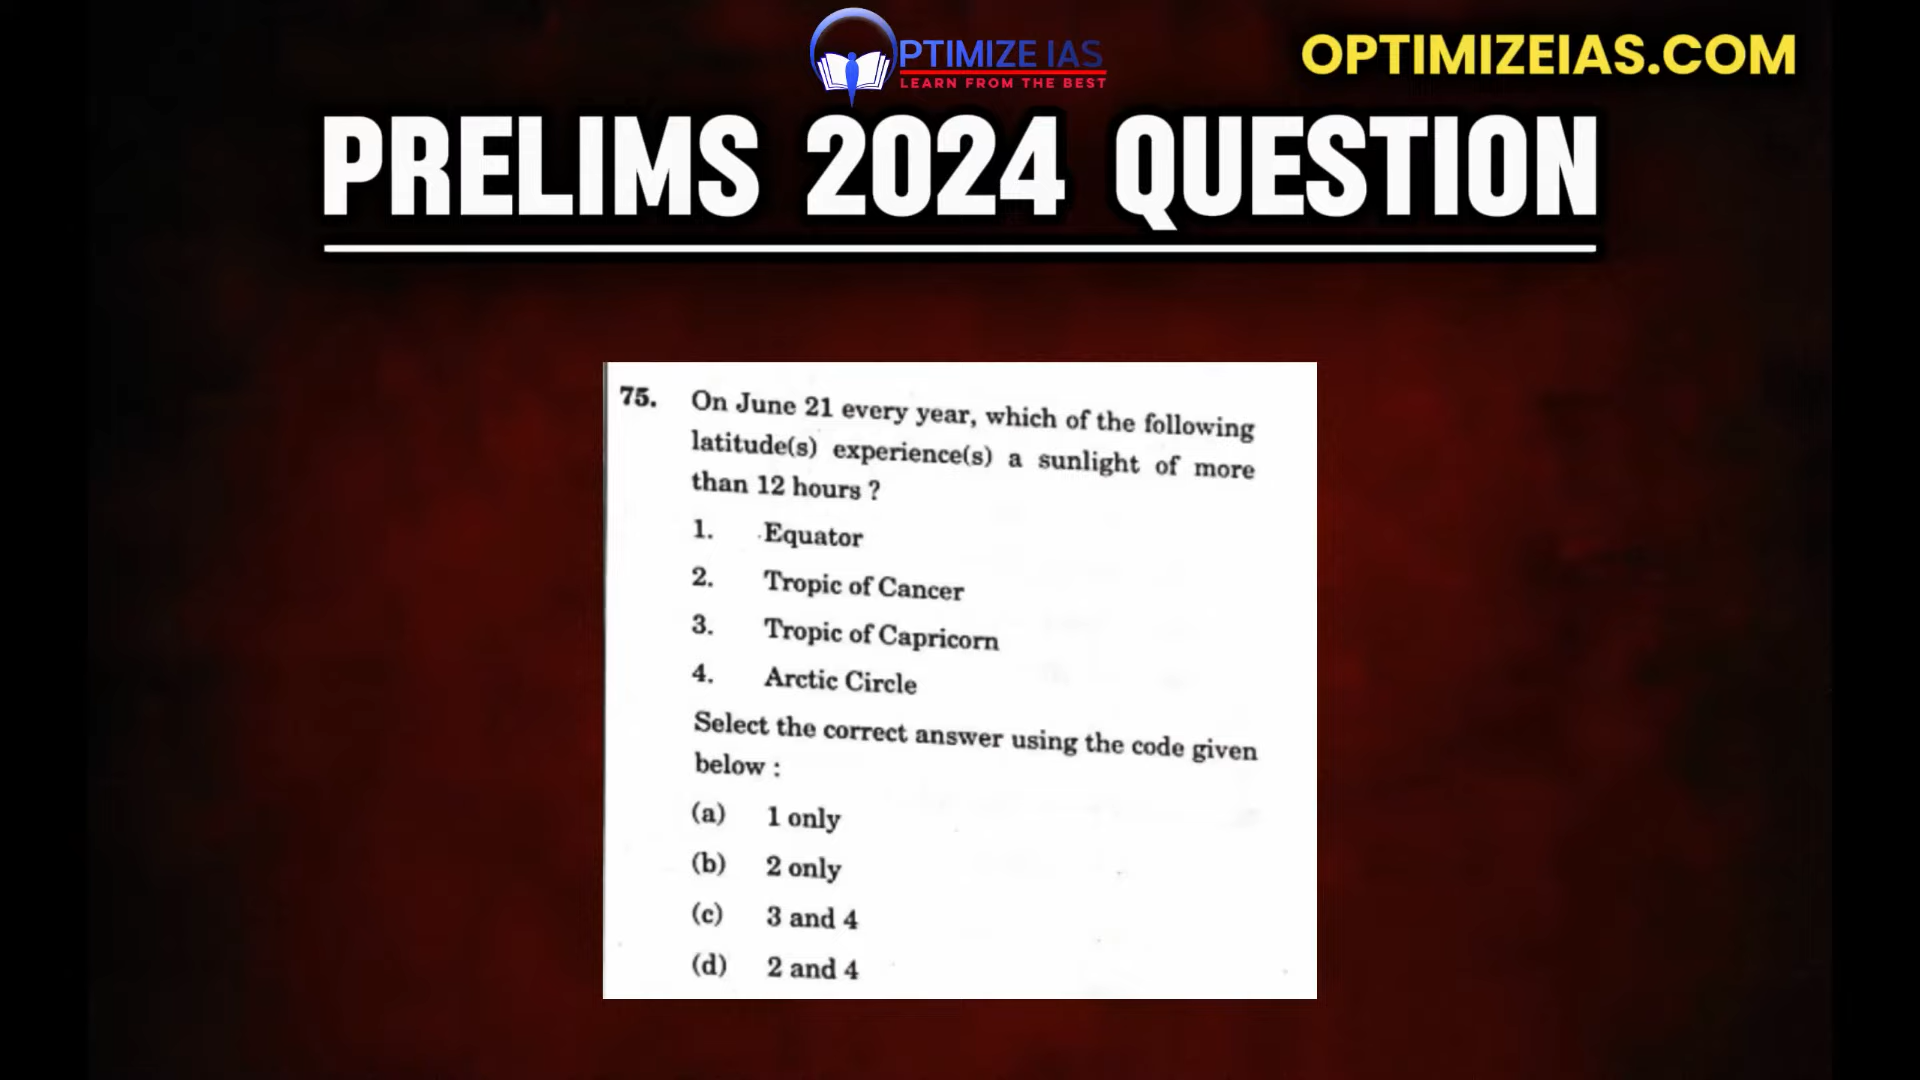 PTIMIZE IAS
LEARN FROM THE BEST
OPTIMIZEIAS.COM
PRELIMS 2024 QUESTION
75. On June 21 every year, which of the following
latitude(s) experience(s) a sunlight of more
than 12 hours ?
1. Equator
2. Tropic of Cancer
3. Tropic of Capricorn
4. Arctic Circle
Select the correct answer using the code given
below :
(a) 1 only
(b) 2 only
(c) 3 and 4
(d) 2 and 4